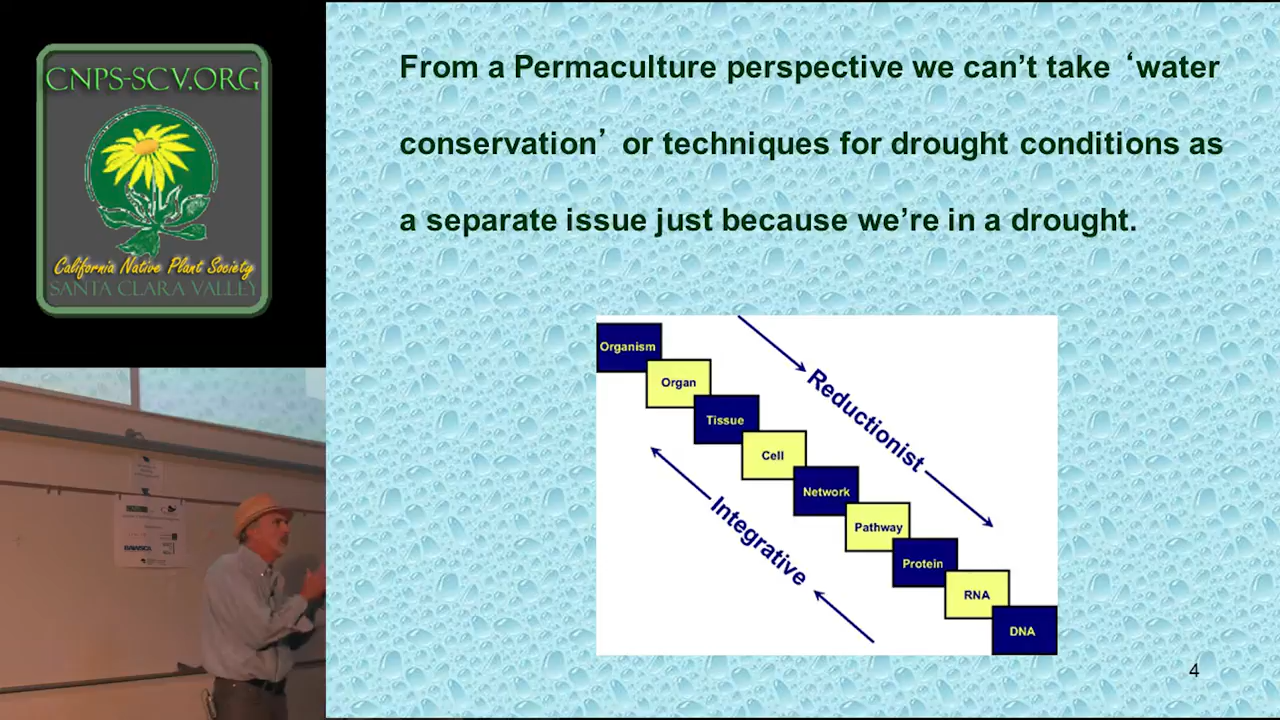 CNPS-SCV.ORG
California Native Plant Society
SANTA CLARA VALLEY
From a Permaculture perspective we can’t take ‘water
conservation’ or techniques for drought conditions as
a separate issue just because we’re in a drought.
Organism
Organ
Tissue
Cell
Network
Pathway
Protein
RNA
DNA
Reductionist
Integrative
BAWSCA
4